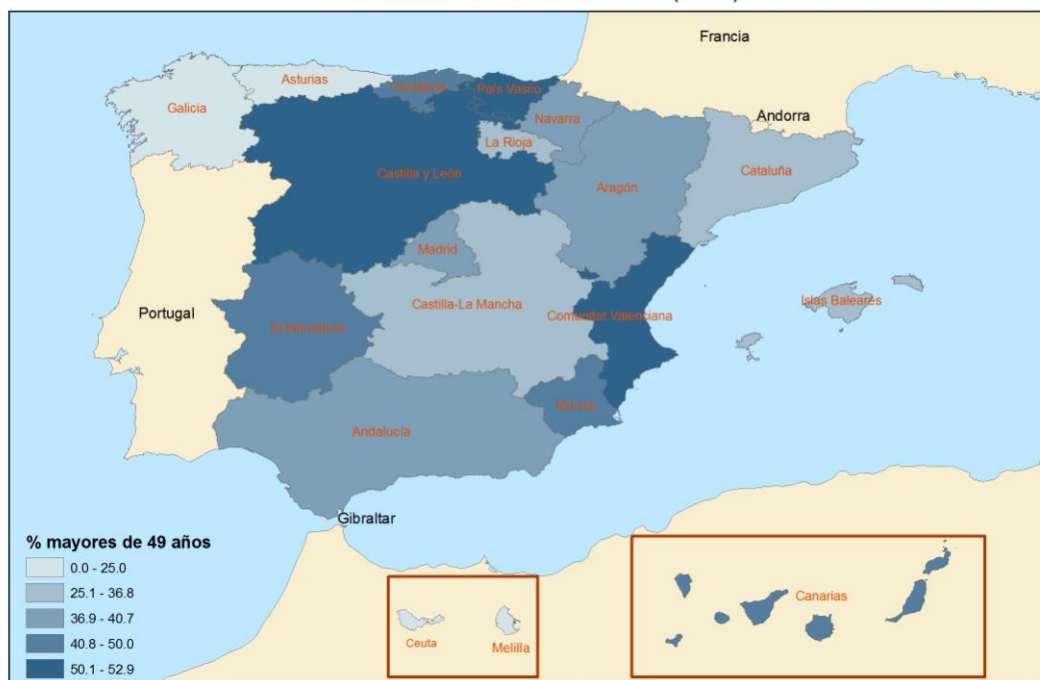 Francia
Asturias
Cantabria
País Vasco
Galicia
Navarra
Andorra
La Rioja
Castilla y León
Cataluña
Aragón
Madrid
Castilla-La Mancha
Islas Baleares
Portugal
Comunitat Valenciana
Extremadura
Murcia
Andalucía
Gibraltar
% mayores de 49 años
0.0 - 25.0
25.1 - 36.8
36.9 - 40.7
40.8 - 50.0
50.1 - 52.9
Ceuta
Melilla
Canarias